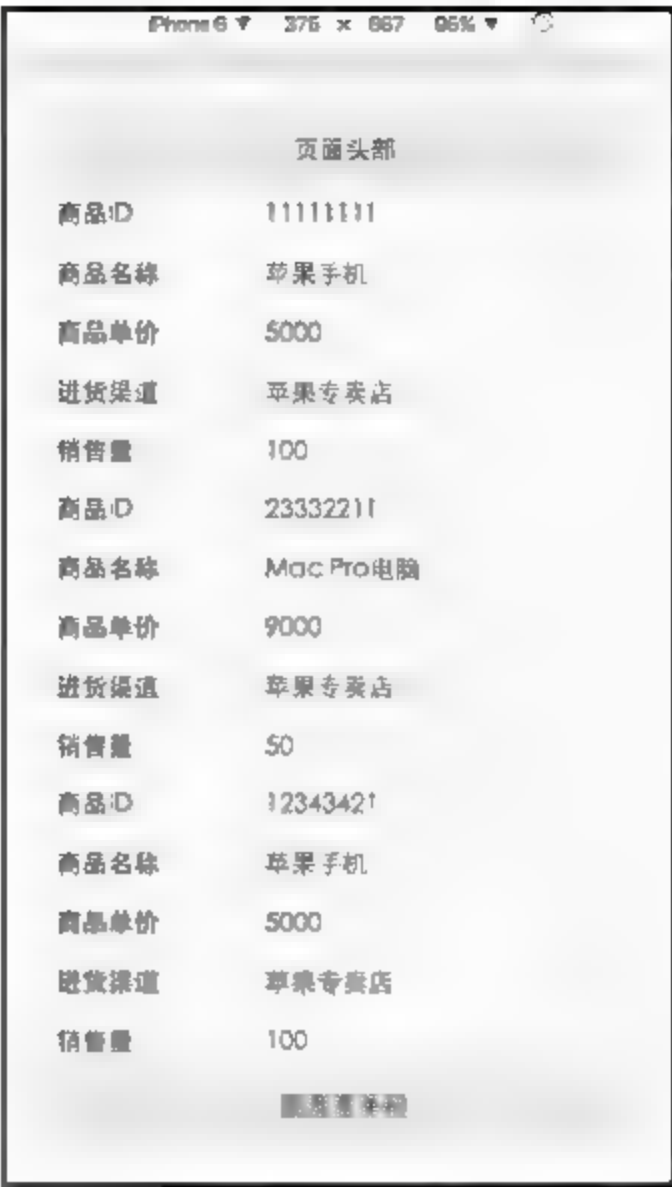 iPhone 6 ▼ 375 × 667 95% ▼
页面头部
商品ID 11111111
商品名称 苹果手机
商品单价 5000
进货渠道 苹果专卖店
销售量 100
商品ID 23332211
商品名称 Mac Pro电脑
商品单价 9000
进货渠道 苹果专卖店
销售量 50
商品ID 12343421
商品名称 苹果手机
商品单价 5000
进货渠道 苹果专卖店
销售量 100